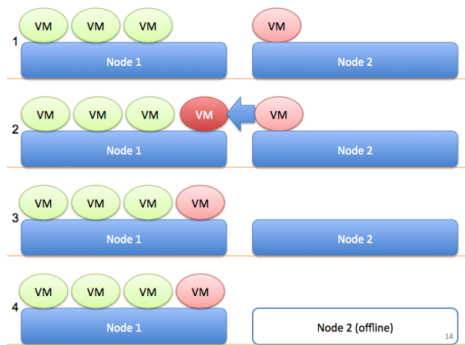 VM VM VM VM
1
Node 1 Node 2
VM VM VM VM VM
2
Node 1 Node 2
VM VM VM VM
3
Node 1 Node 2
VM VM VM VM
4
Node 1 Node 2 (offline)
14